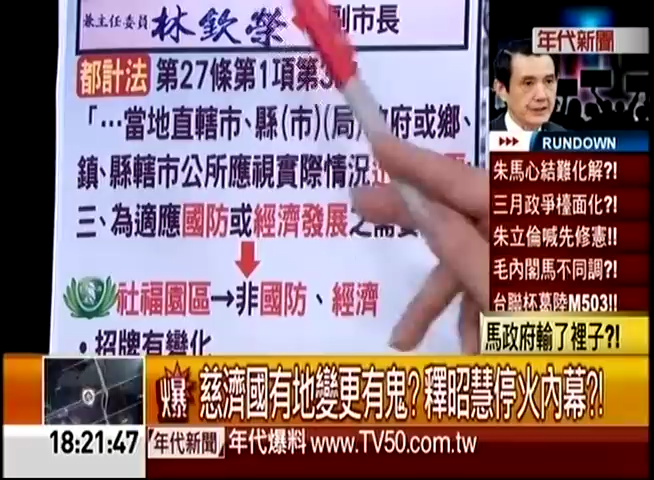 兼主任委員 林欽榮 副市長
都計法 第27條第1項第3
「…當地直轄市、縣(市)(局)政府或鄉、
鎮、縣轄市公所應視實際情況
三、為適應國防或經濟發展之需要
社福園區→非國防、經濟
•招牌有變化
年代新聞
RUNDOWN
朱馬心結難化解?!
三月政爭檯面化?!
朱立倫喊先修憲!!
毛內閣馬不同調?!
台聯杯葛陸M503!!
馬政府輸了裡子?!
爆 慈濟國有地變更有鬼?釋昭慧停火內幕?!
18:21:47 年代新聞 年代爆料 www.TV50.com.tw